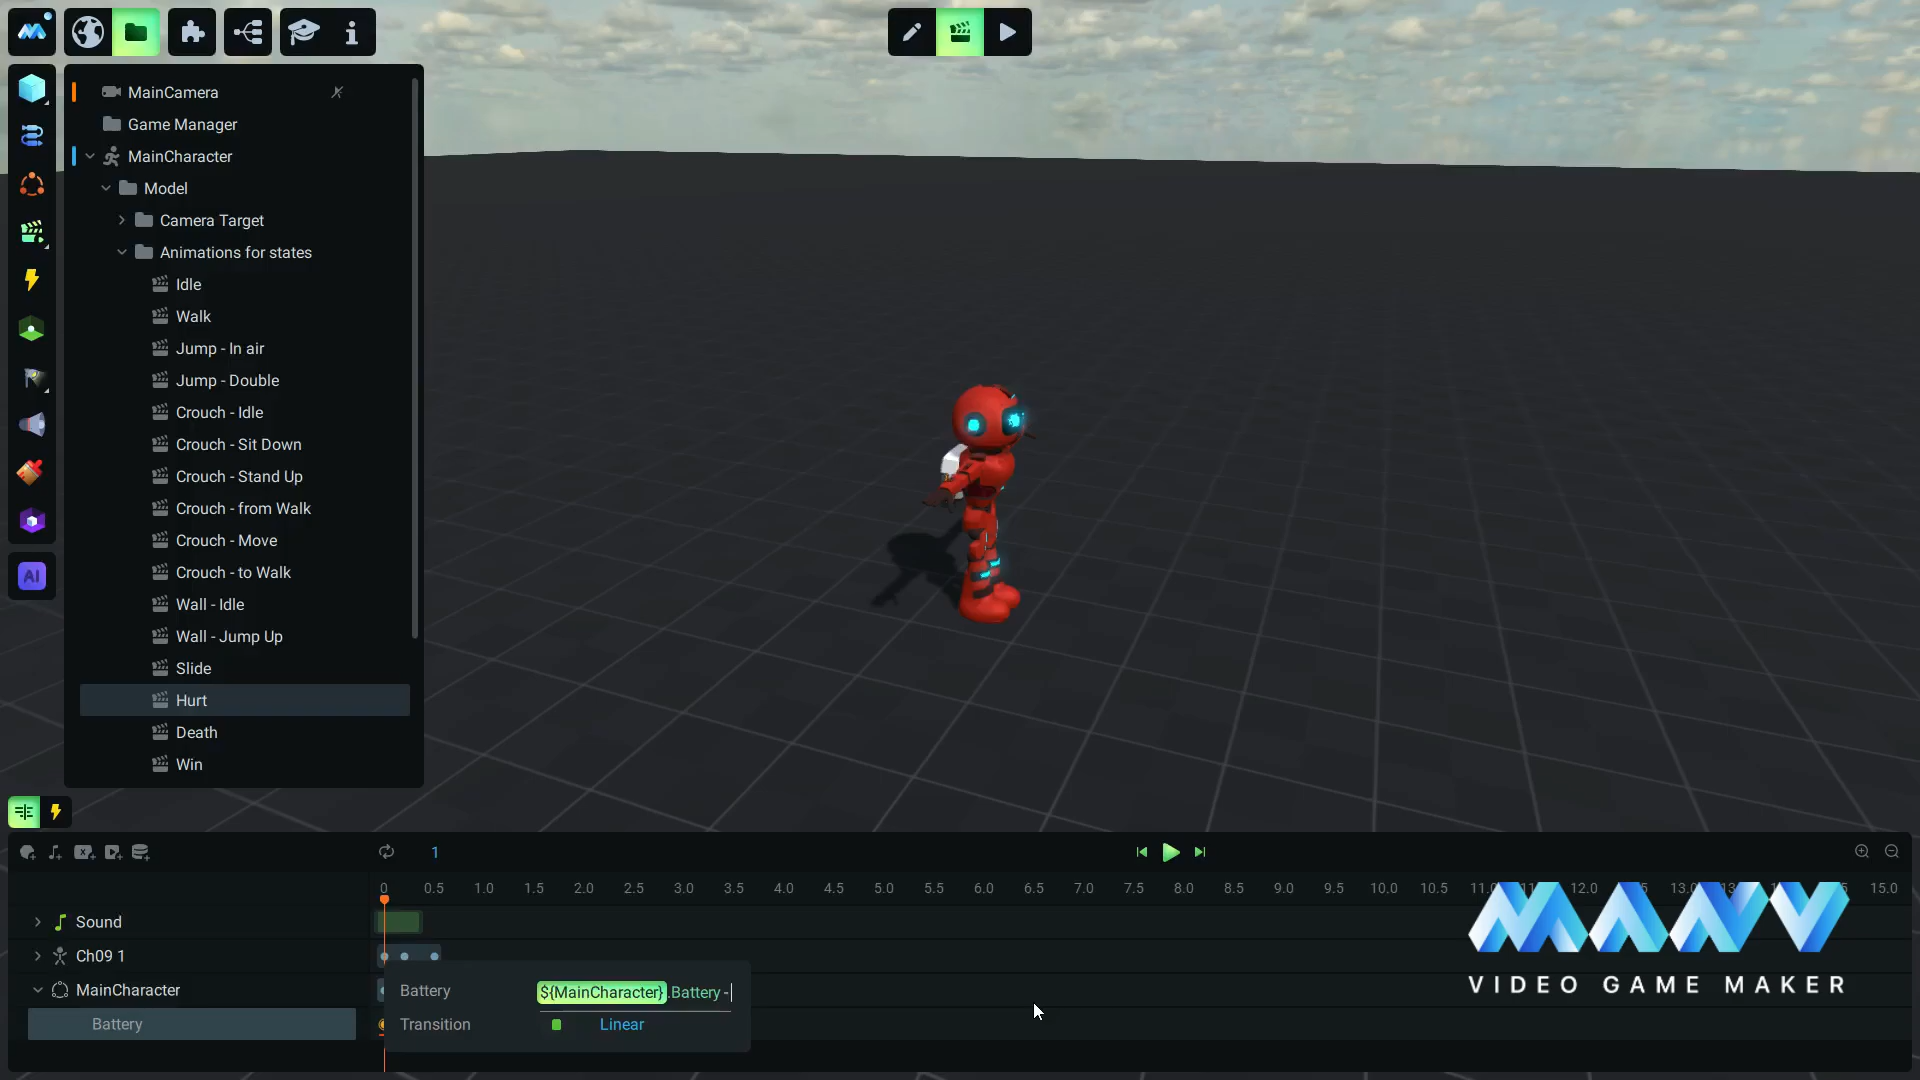 MainCamera
Game Manager
MainCharacter
Model
Camera Target
Animations for states
Idle
Walk
Jump - In air
Jump - Double
Crouch - Idle
Crouch - Sit Down
Crouch - Stand Up
Crouch - from Walk
Crouch - Move
Crouch - to Walk
Wall - Idle
Wall - Jump Up
Slide
Hurt
Death
Win
AI
1
0 0.5 1.0 1.5 2.0 2.5 3.0 3.5 4.0 4.5 5.0 5.5 6.0 6.5 7.0 7.5 8.0 8.5 9.0 9.5 10.0 10.5 11.0 12.0 13.0 15.0
Sound
Ch09 1
MainCharacter
Battery
Battery ${MainCharacter}.Battery -
Transition Linear
VIDEO GAME MAKER